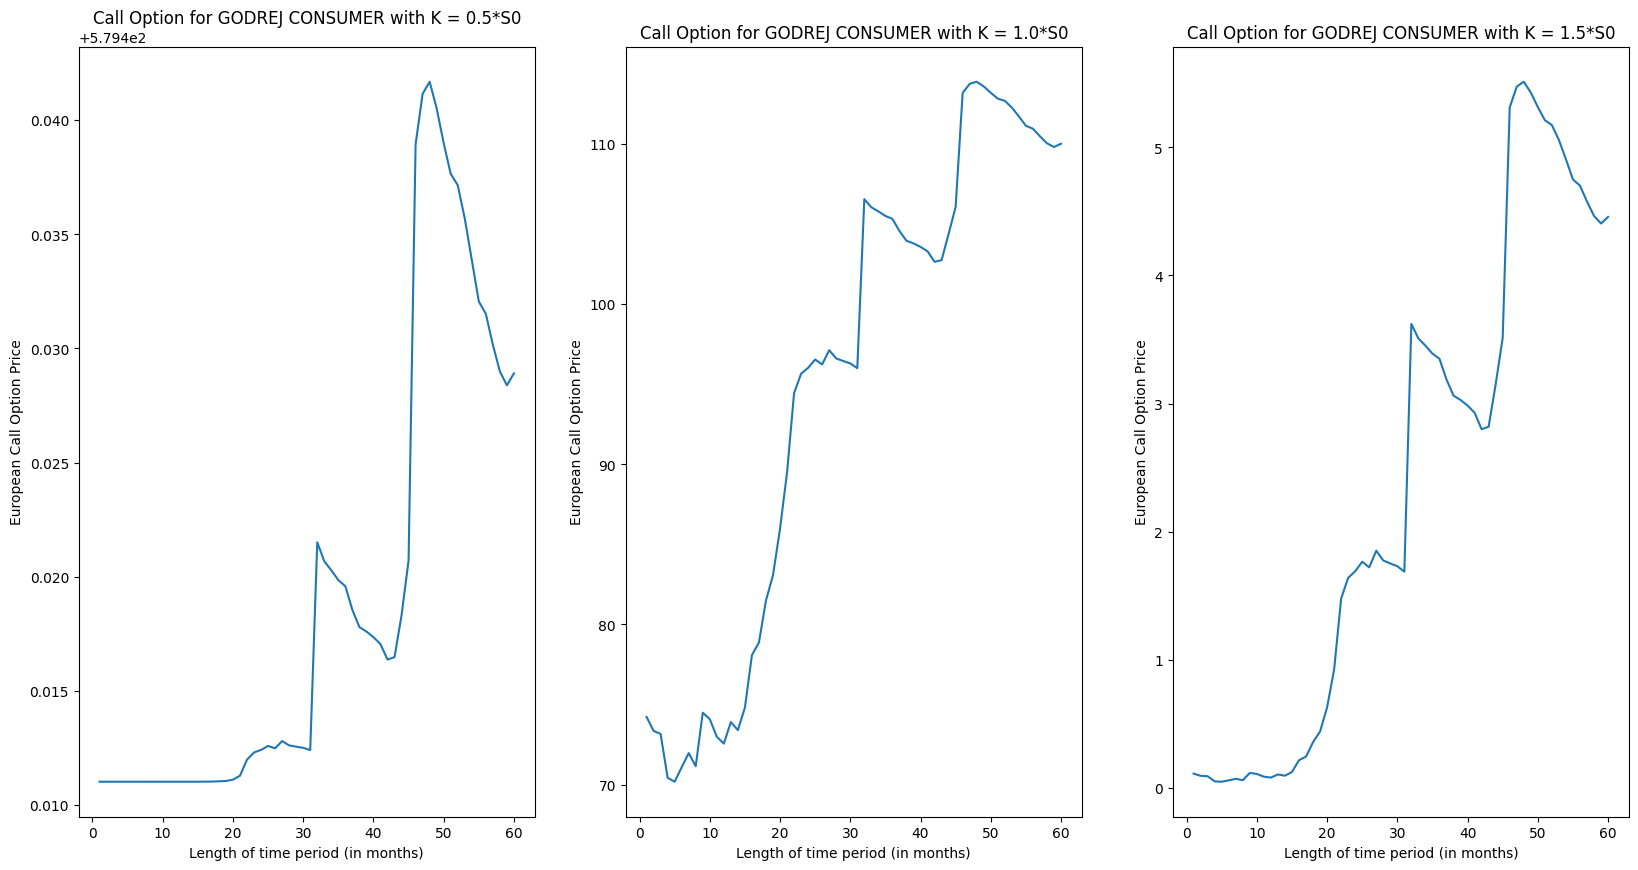 Call Option for GODREJ CONSUMER with K = 0.5*S0
+5.794e2
0.040
0.035
0.030
0.025
0.020
0.015
0.010
European Call Option Price
0 10 20 30 40 50 60
Length of time period (in months)
Call Option for GODREJ CONSUMER with K = 1.0*S0
110
100
90
80
70
European Call Option Price
0 10 20 30 40 50 60
Length of time period (in months)
Call Option for GODREJ CONSUMER with K = 1.5*S0
5
4
3
2
1
0
European Call Option Price
0 10 20 30 40 50 60
Length of time period (in months)